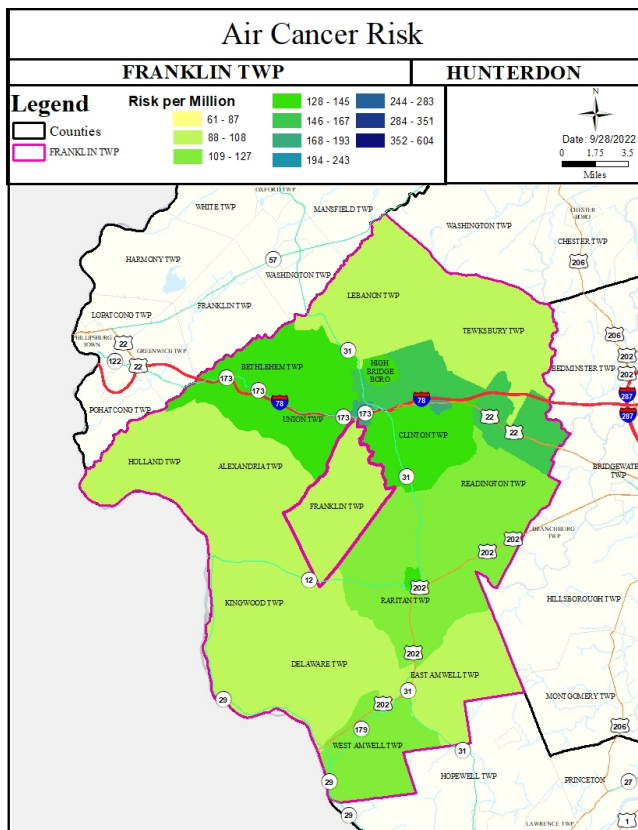 Air Cancer Risk
FRANKLIN TWP
HUNTERDON
Legend
Counties
FRANKLIN TWP
Risk per Million
61 - 87
88 - 108
109 - 127
128 - 145
146 - 167
168 - 193
194 - 243
244 - 283
284 - 351
352 - 604
N
Date: 9/28/2022
0 1.75 3.5
Miles
OXFORD TWP
WHITE TWP
MANSFIELD TWP
WASHINGTON TWP
CHESTER
BORO
CHESTER TWP
206
HARMONY TWP
57
WASHINGTON TWP
LEBANON TWP
FRANKLIN TWP
LOPATCONG TWP
TEWKSBURY TWP
PHILLIPSBURG
TOWN
22
GREENWICH TWP
122
22
31
206
202
202
BEDMINSTER TWP
BETHLEHEM TWP
HIGH
BRIDGE
BORO
173
173
78
78
287
287
POHATCONG TWP
UNION TWP
173
173
22
22
CLINTON TWP
HOLLAND TWP
ALEXANDRIA TWP
31
READINGTON TWP
BRIDGEWATER
TWP
FRANKLIN TWP
BRANCHBURG
TWP
202
202
12
202
KINGWOOD TWP
RARITAN TWP
HILLSBOROUGH TWP
202
DELAWARE TWP
EAST AMWELL TWP
31
29
202
MONTGOMERY TWP
206
179
WEST AMWELL TWP
31
HOPEWELL TWP
29
PRINCETON
27
29
LAWRENCE TWP
1